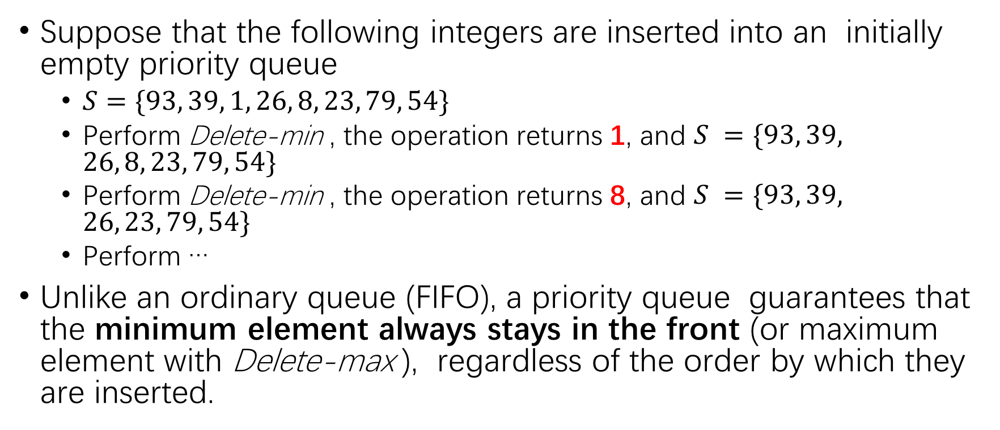 • Suppose that the following integers are inserted into an initially
empty priority queue
• S = {93, 39, 1, 26, 8, 23, 79, 54}
• Perform Delete-min, the operation returns 1, and S = {93, 39,
26, 8, 23, 79, 54}
• Perform Delete-min, the operation returns 8, and S = {93, 39,
26, 23, 79, 54}
• Perform …
• Unlike an ordinary queue (FIFO), a priority queue guarantees that
the minimum element always stays in the front (or maximum
element with Delete-max), regardless of the order by which they
are inserted.